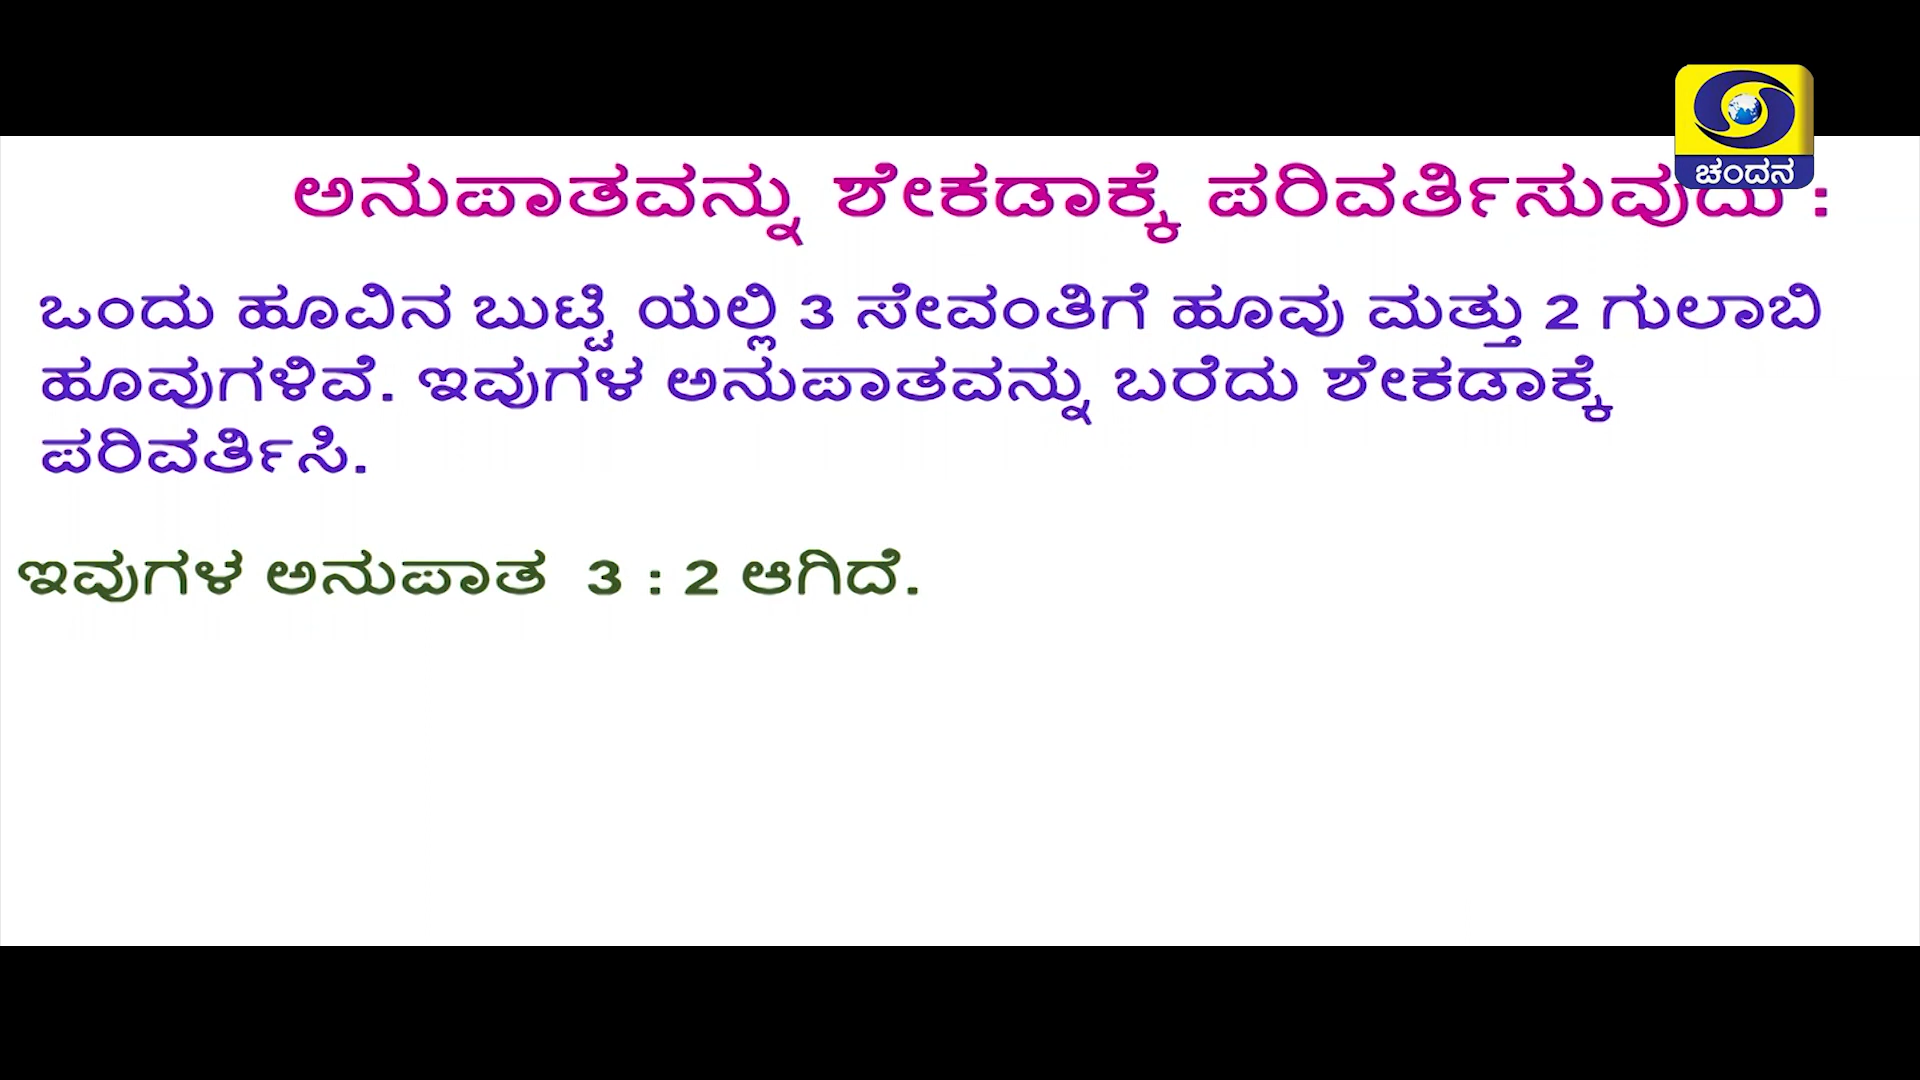 ಚಂದನ
ಅನುಪಾತವನ್ನು ಶೇಕಡಾಕ್ಕೆ ಪರಿವರ್ತಿಸುವುದು :
ಒಂದು ಹೂವಿನ ಬುಟ್ಟಿ ಯಲ್ಲಿ 3 ಸೇವಂತಿಗೆ ಹೂವು ಮತ್ತು 2 ಗುಲಾಬಿ
ಹೂವುಗಳಿವೆ. ಇವುಗಳ ಅನುಪಾತವನ್ನು ಬರೆದು ಶೇಕಡಾಕ್ಕೆ
ಪರಿವರ್ತಿಸಿ.
ಇವುಗಳ ಅನುಪಾತ 3 : 2 ಆಗಿದೆ.